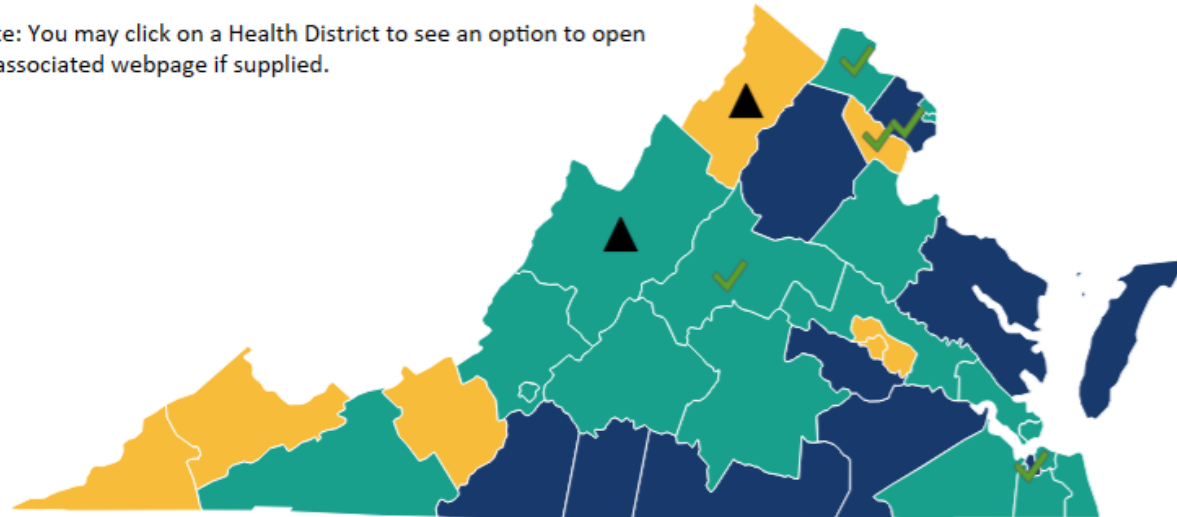 te: You may click on a Health District to see an option to open
associated webpage if supplied.